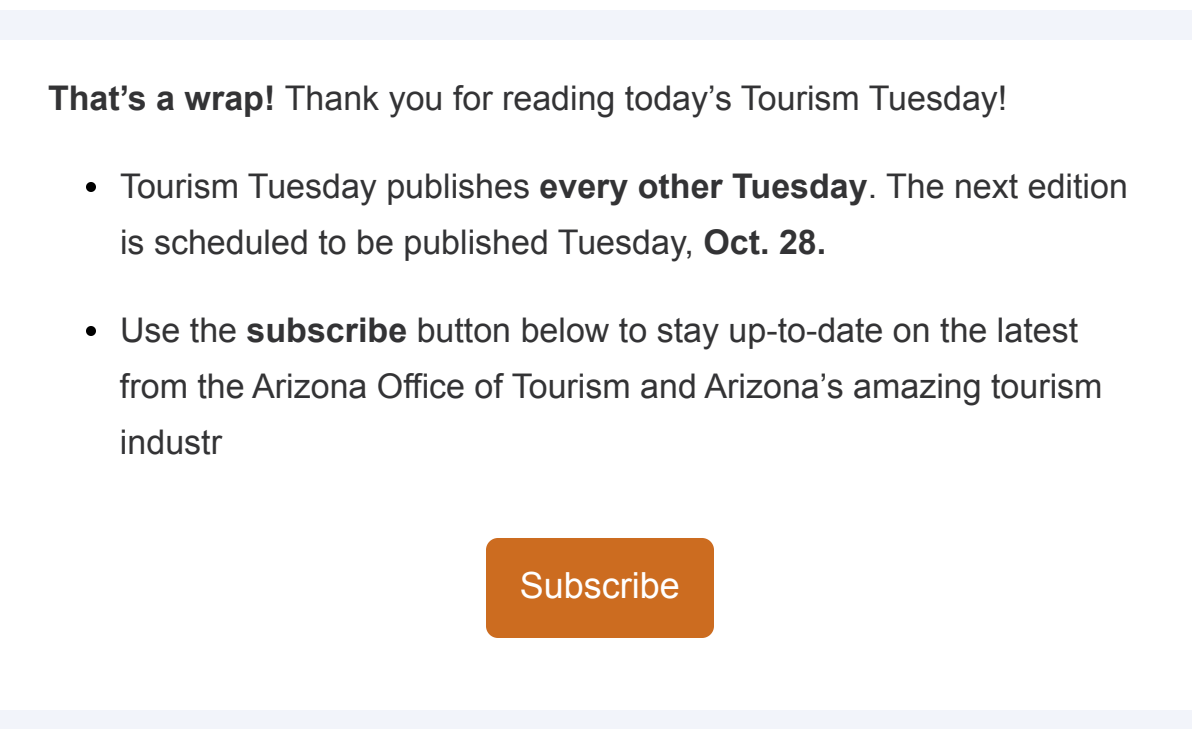 That’s a wrap! Thank you for reading today’s Tourism Tuesday!
Tourism Tuesday publishes every other Tuesday. The next edition
is scheduled to be published Tuesday, Oct. 28.
Use the subscribe button below to stay up-to-date on the latest
from the Arizona Office of Tourism and Arizona’s amazing tourism
industr
Subscribe